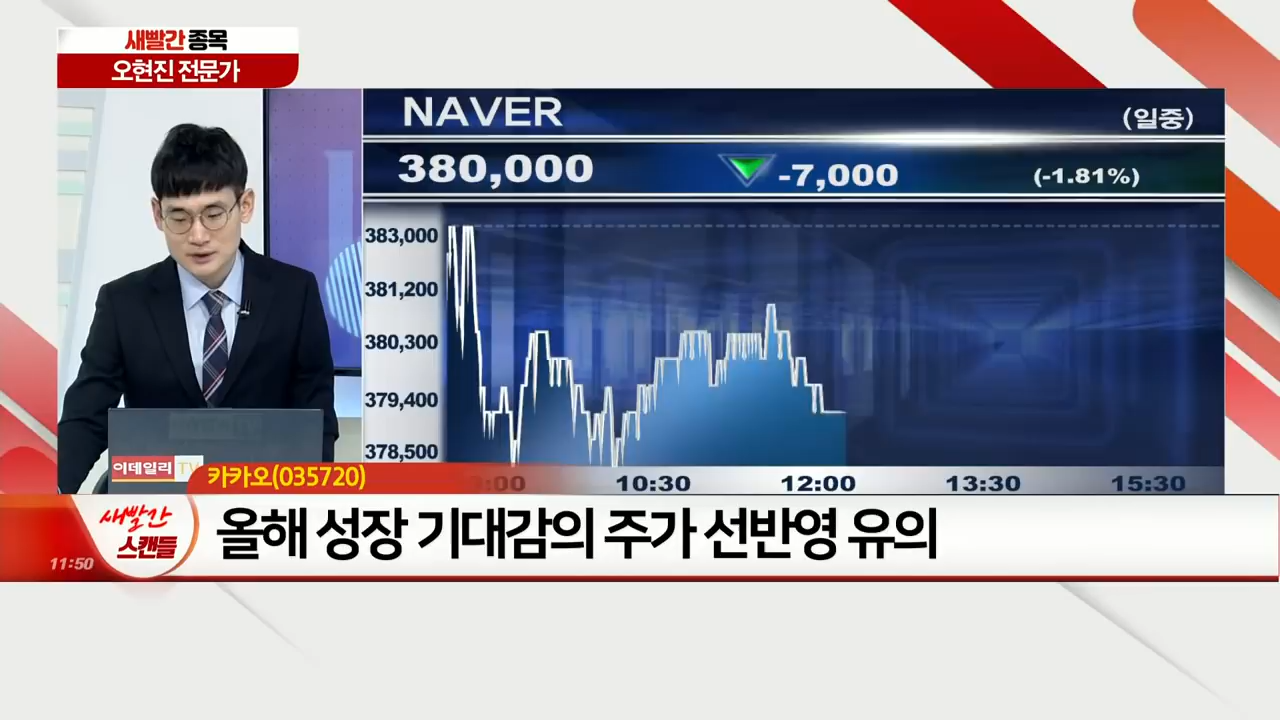 새빨간 종목
오현진 전문가
NAVER
(일중)
380,000
-7,000
(-1.81%)
383,000
381,200
380,300
379,400
378,500
10:30
12:00
13:30
15:30
이데일리 TV
카카오(035720)
새빨간
스캔들
올해 성장 기대감의 주가 선반영 유의
11:50